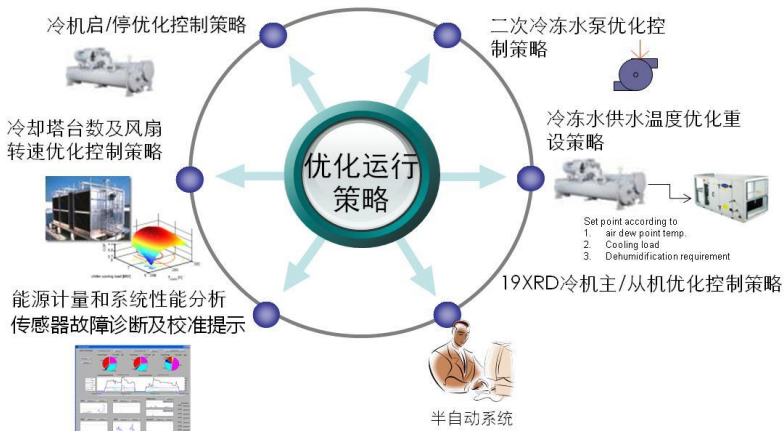 冷机启/停优化控制策略
二次冷冻水泵优化控
制策略
冷却塔台数及风扇
转速优化控制策略
优化运行
策略
冷冻水供水温度优化重
设策略
Set point according to
1. air dew point temp.
2. Cooling load
3. Dehumidification requirement
19XRD冷机主/从机优化控制策略
能源计量和系统性能分析
传感器故障诊断及校准提示
半自动系统